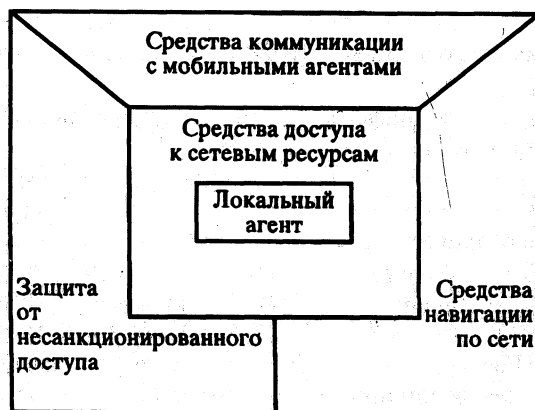 Средства коммуникации
с мобильными агентами
Средства доступа
к сетевым ресурсам
Локальный
агент
Защита
от
несанкционированного
доступа
Средства
навигации
по сети